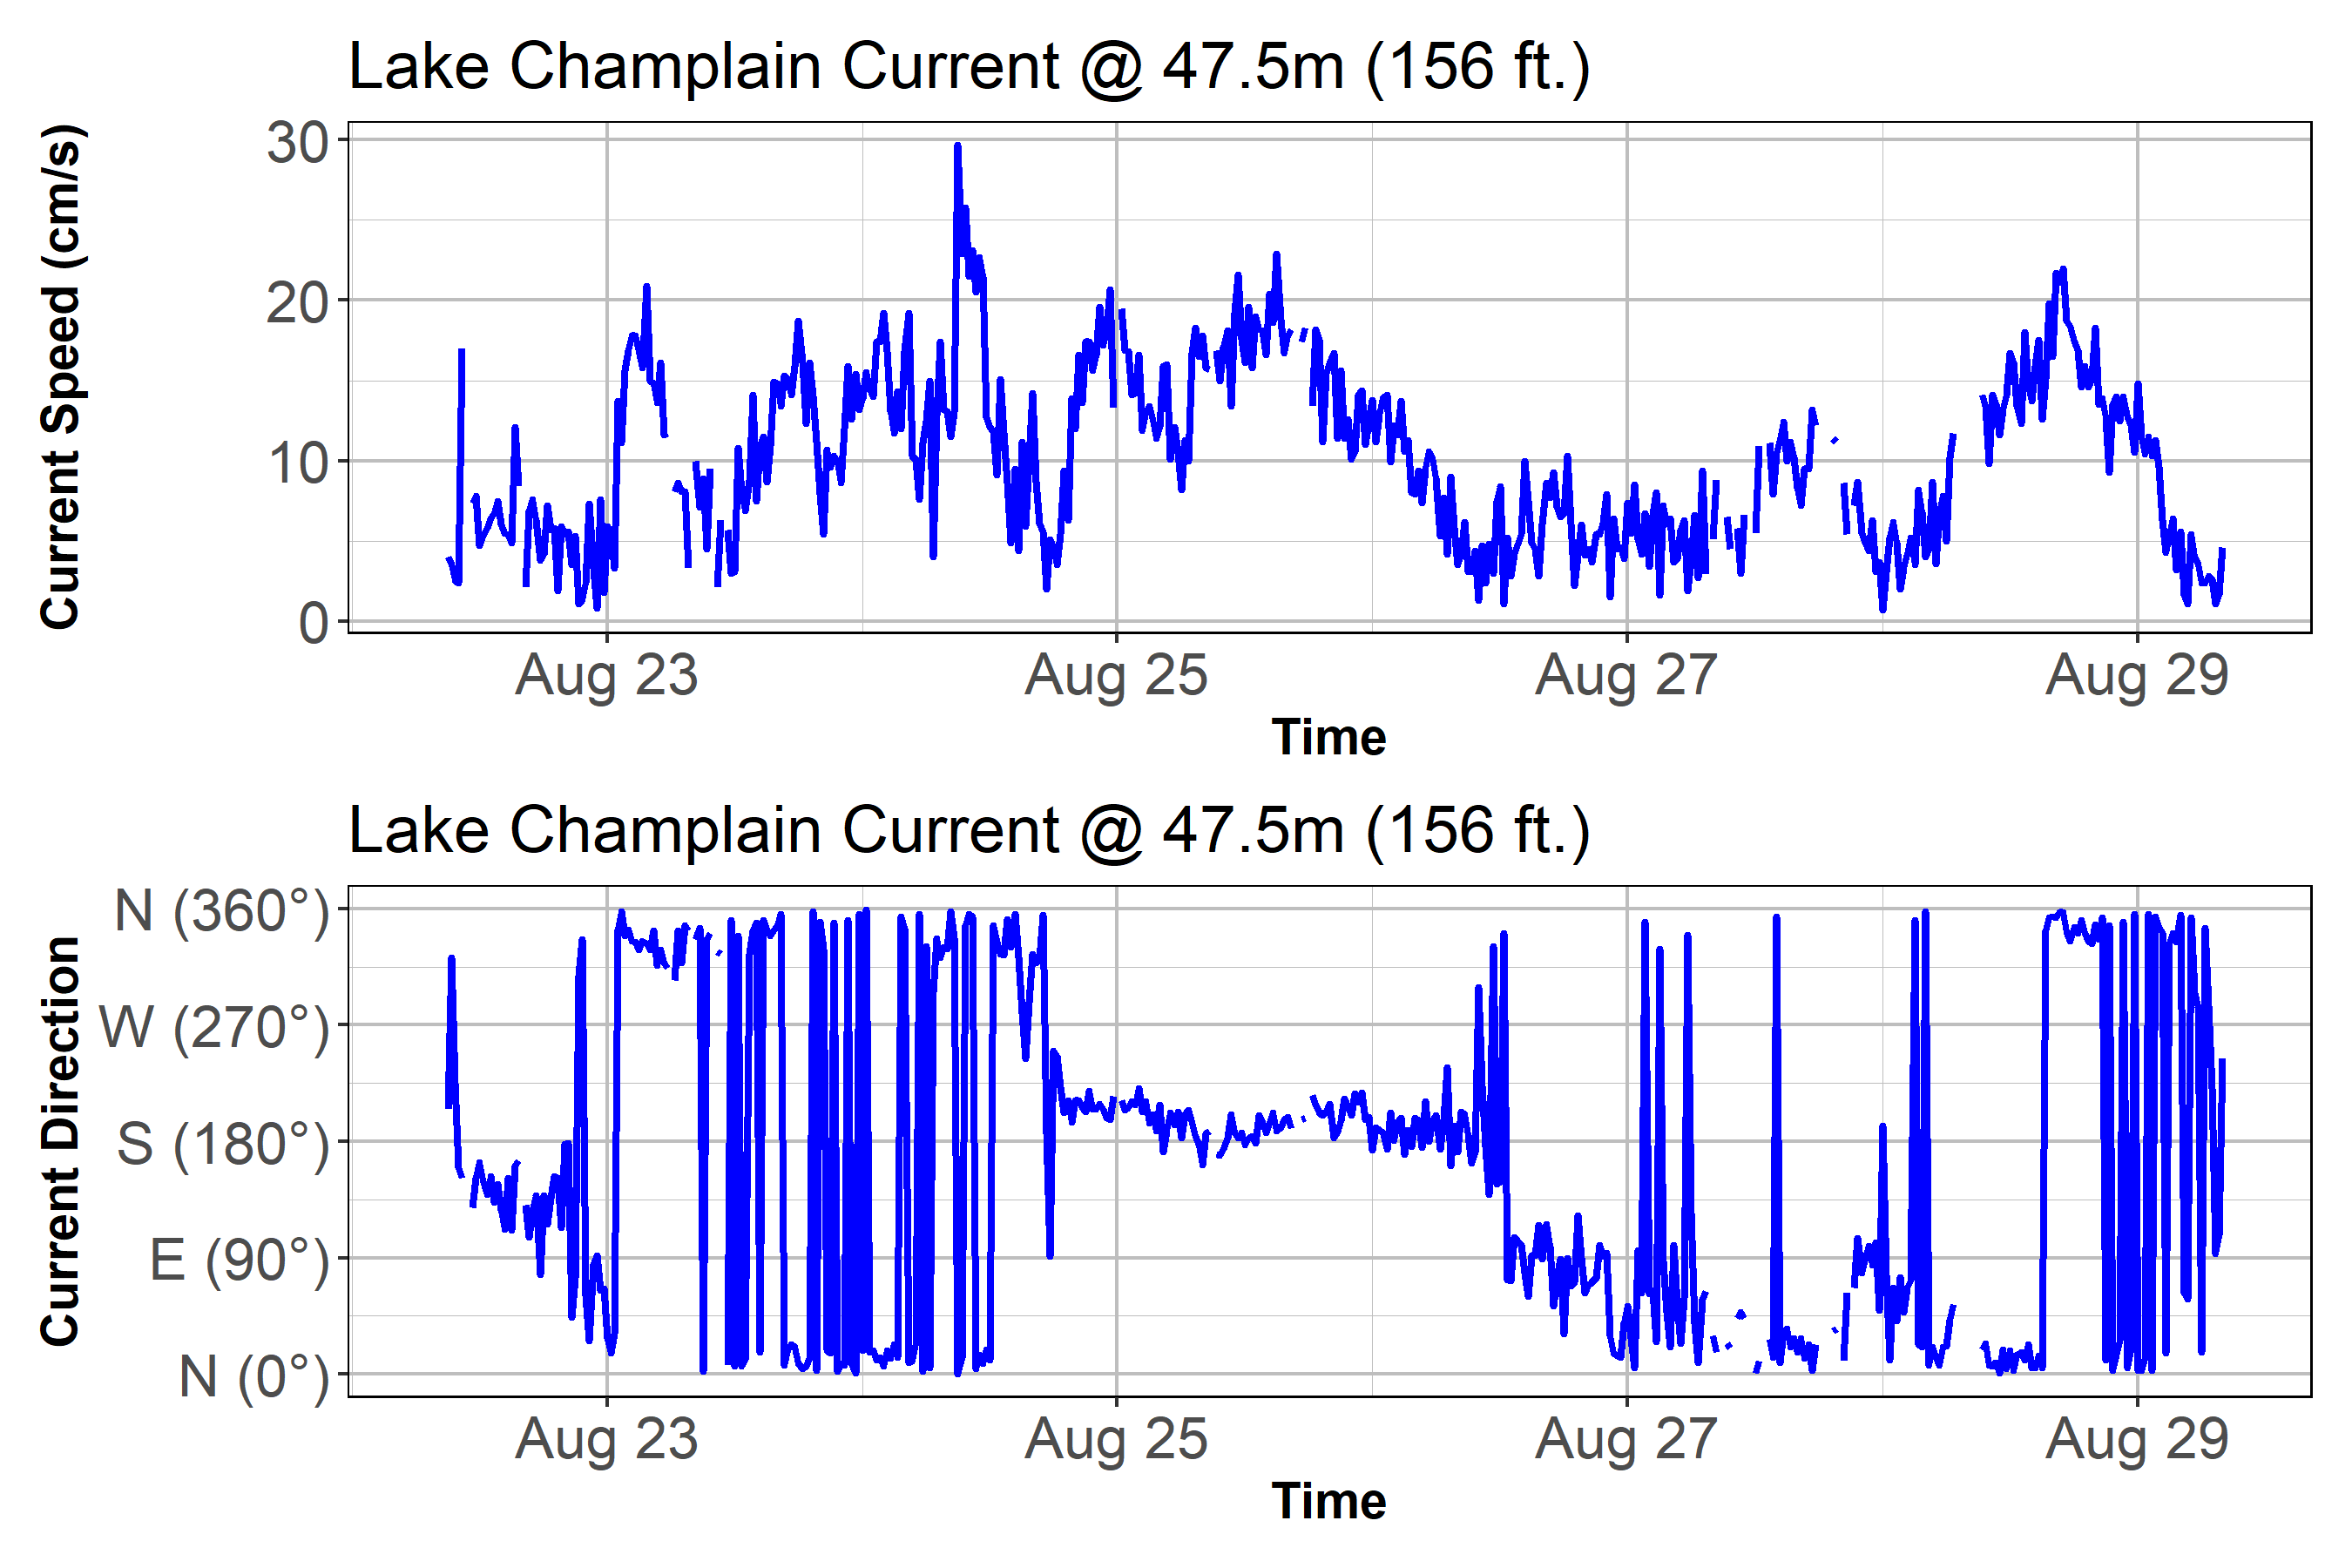 Lake Champlain Current @ 47.5m (156 ft.)
Current Speed (cm/s)
30
20
10
0
Aug 23 Aug 25 Aug 27 Aug 29
Time
Lake Champlain Current @ 47.5m (156 ft.)
Current Direction
N (360°)
W (270°)
S (180°)
E (90°)
N (0°)
Aug 23 Aug 25 Aug 27 Aug 29
Time